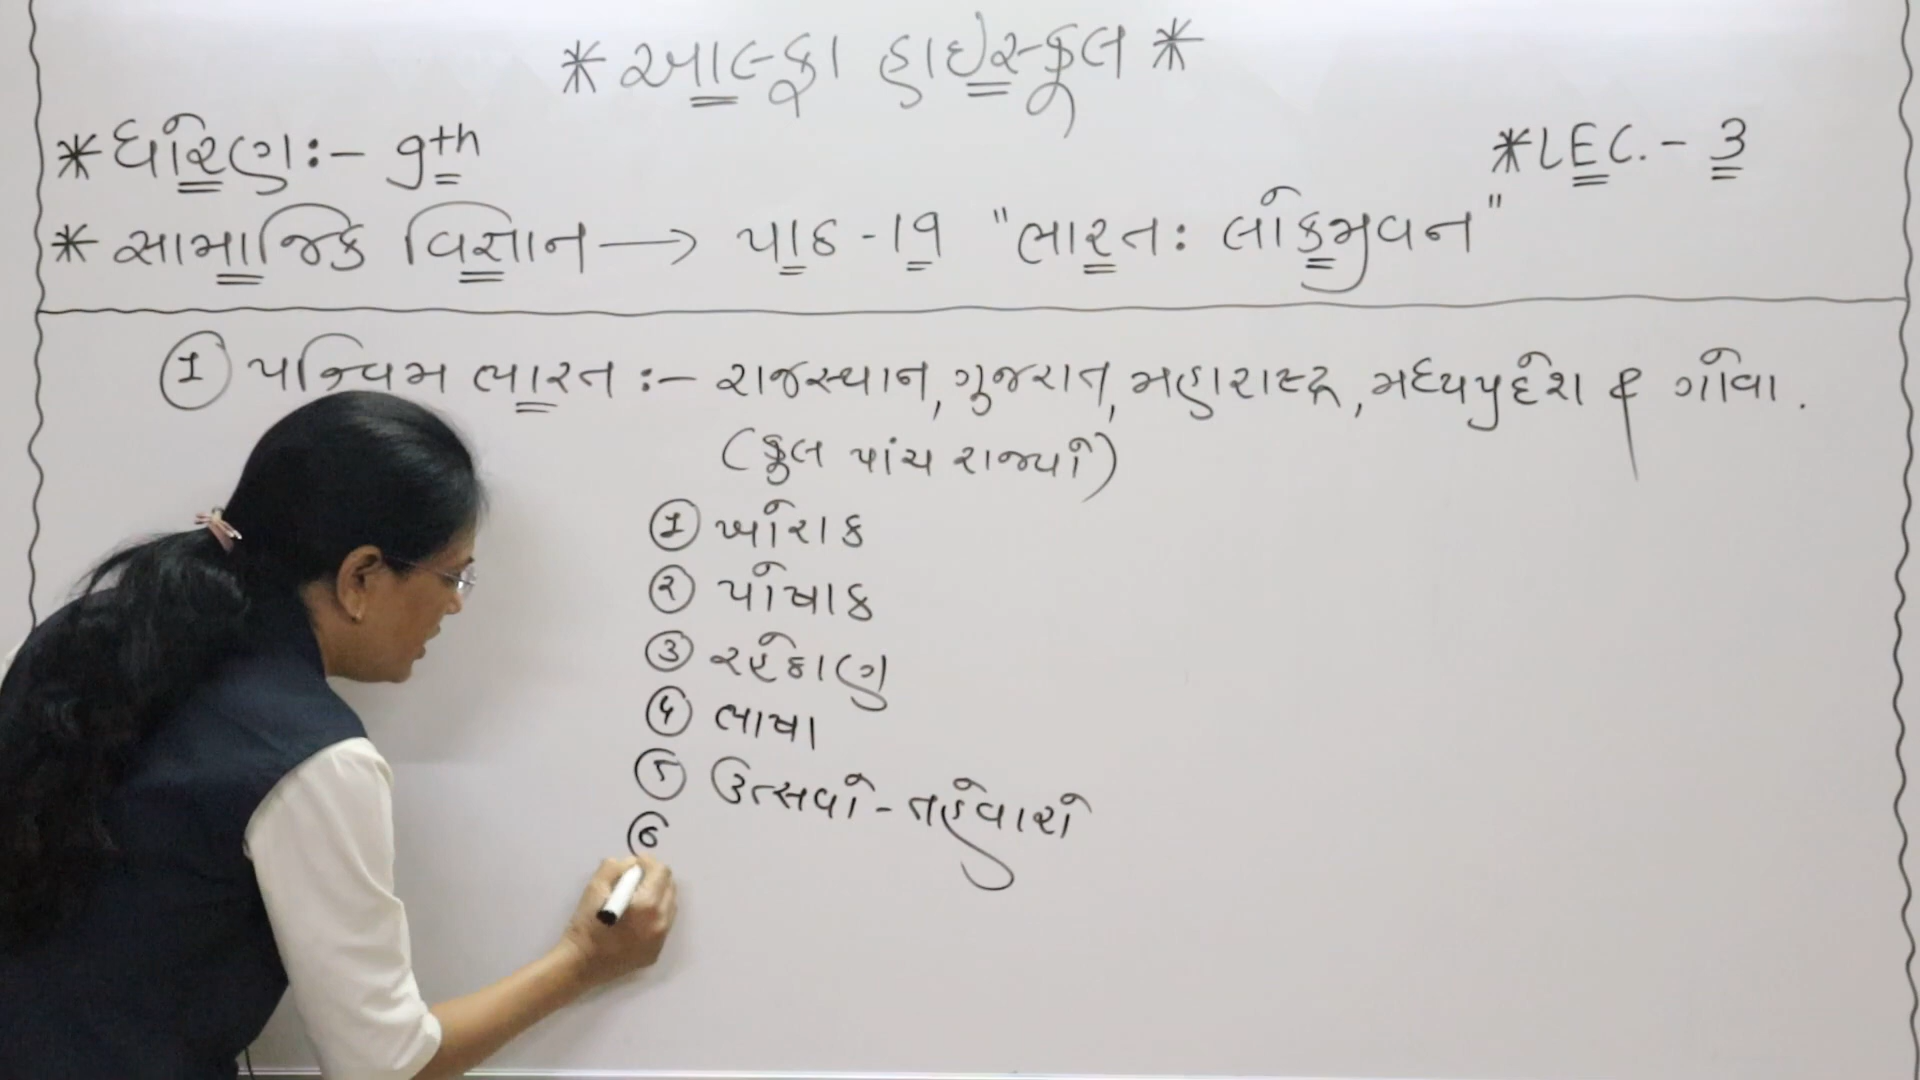 * આલ્ફા હાઇસ્કૂલ *
* ધોરણ :- 9th
* LEC. - 3
* સામાજિક વિજ્ઞાન → પાઠ - 19 "ભારત : લોકજીવન"
① પશ્ચિમ ભારત :- રાજસ્થાન, ગુજરાત, મહારાષ્ટ્ર, મધ્યપ્રદેશ & ગોવા.
(કુલ પાંચ રાજ્યો)
① ખોરાક
② પોષાક
③ રહેઠાણ
④ ભાષા
⑤ ઉત્સવો - તહેવારો
⑥